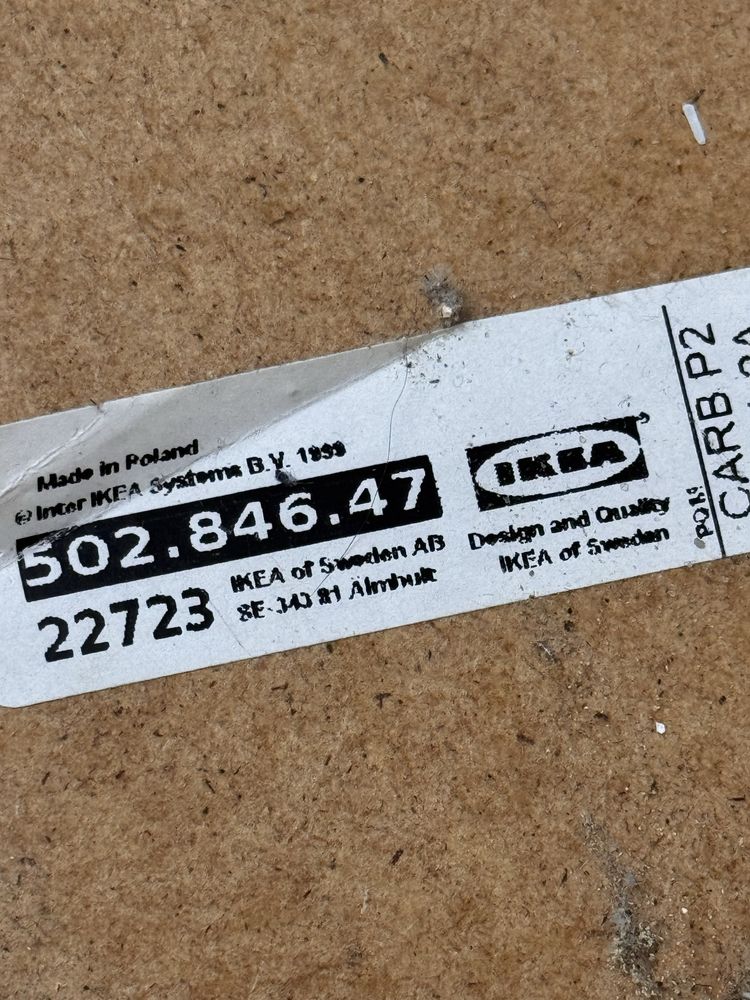 Made in Poland
© Inter IKEA Systems B.V. 1999
502.846.47
22723
IKEA of Sweden AB
SE-343 81 Älmhult
IKEA
Design and Quality
IKEA of Sweden
CARB P2